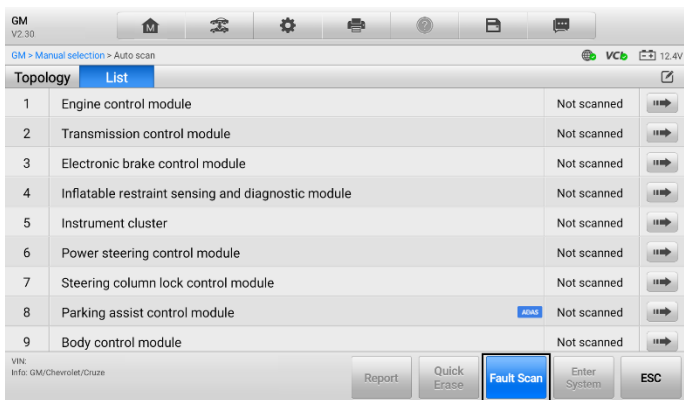 GM
V2.30
M
?
GM > Manual selection > Auto scan
VCI
12.4V
Topology List
1 Engine control module Not scanned
2 Transmission control module Not scanned
3 Electronic brake control module Not scanned
4 Inflatable restraint sensing and diagnostic module Not scanned
5 Instrument cluster Not scanned
6 Power steering control module Not scanned
7 Steering column lock control module Not scanned
8 Parking assist control module ADAS Not scanned
9 Body control module Not scanned
VIN:
Info: GM/Chevrolet/Cruze
Report
Quick
Erase
Fault Scan
Enter
System
ESC